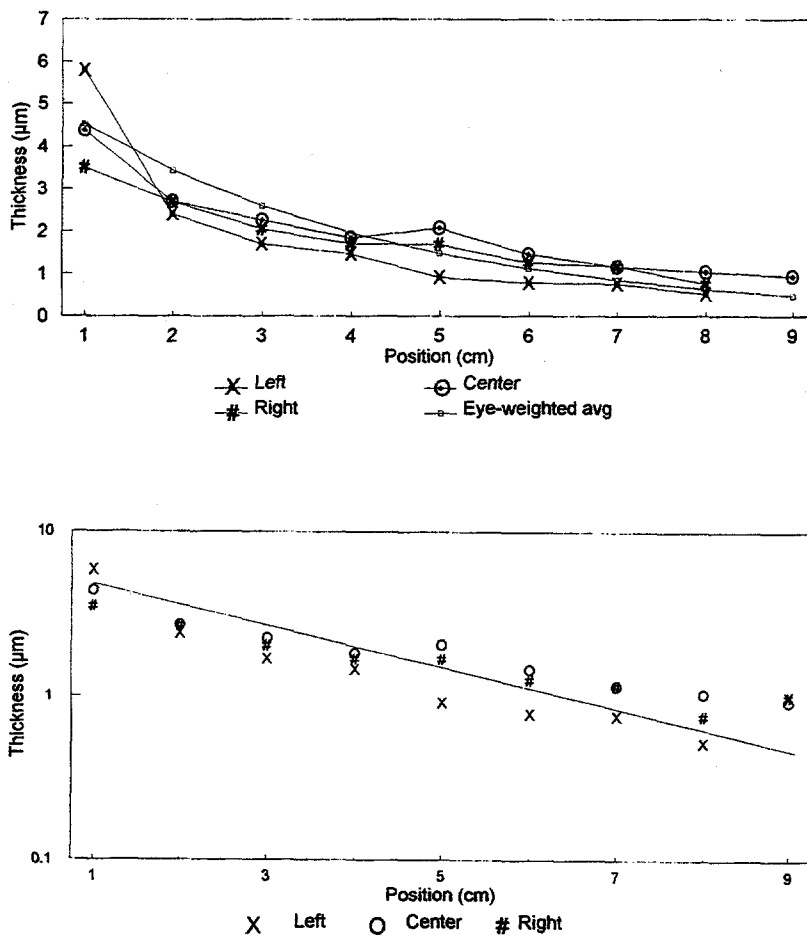 7
6
5
4
3
2
1
0
Thickness (µm)
1 2 3 4 5 6 7 8 9
Position (cm)
Left Center
Right Eye-weighted avg
10
1
0.1
Thickness (µm)
1 3 5 7 9
Position (cm)
Left Center Right